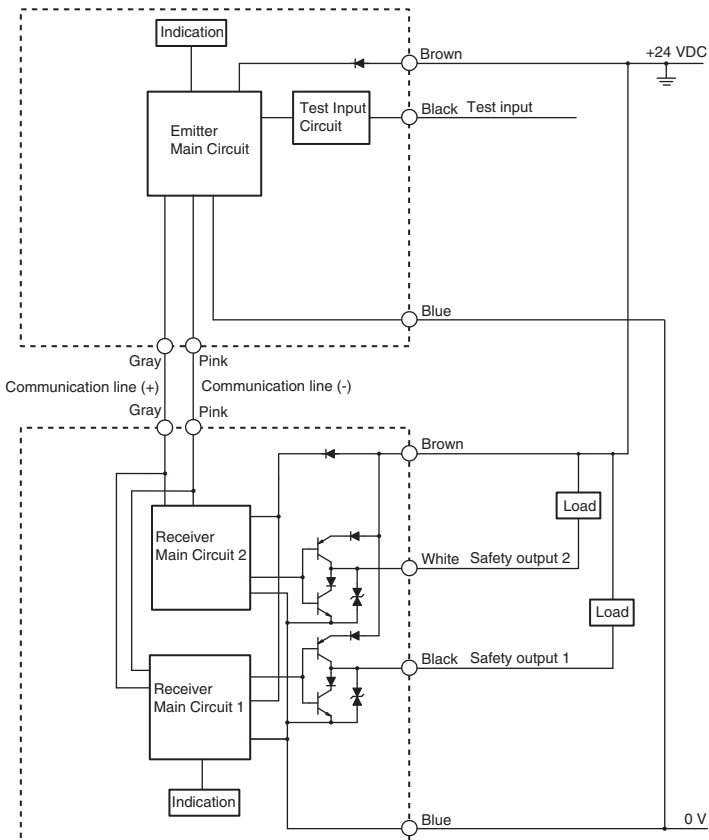 Indication
Brown
+24 VDC
Emitter
Main Circuit
Test Input
Circuit
Black Test input
Blue
Gray Pink
Communication line (+) Communication line (-)
Gray Pink
Brown
Load
Receiver
Main Circuit 2
White Safety output 2
Load
Black Safety output 1
Receiver
Main Circuit 1
Indication
Blue
0 V